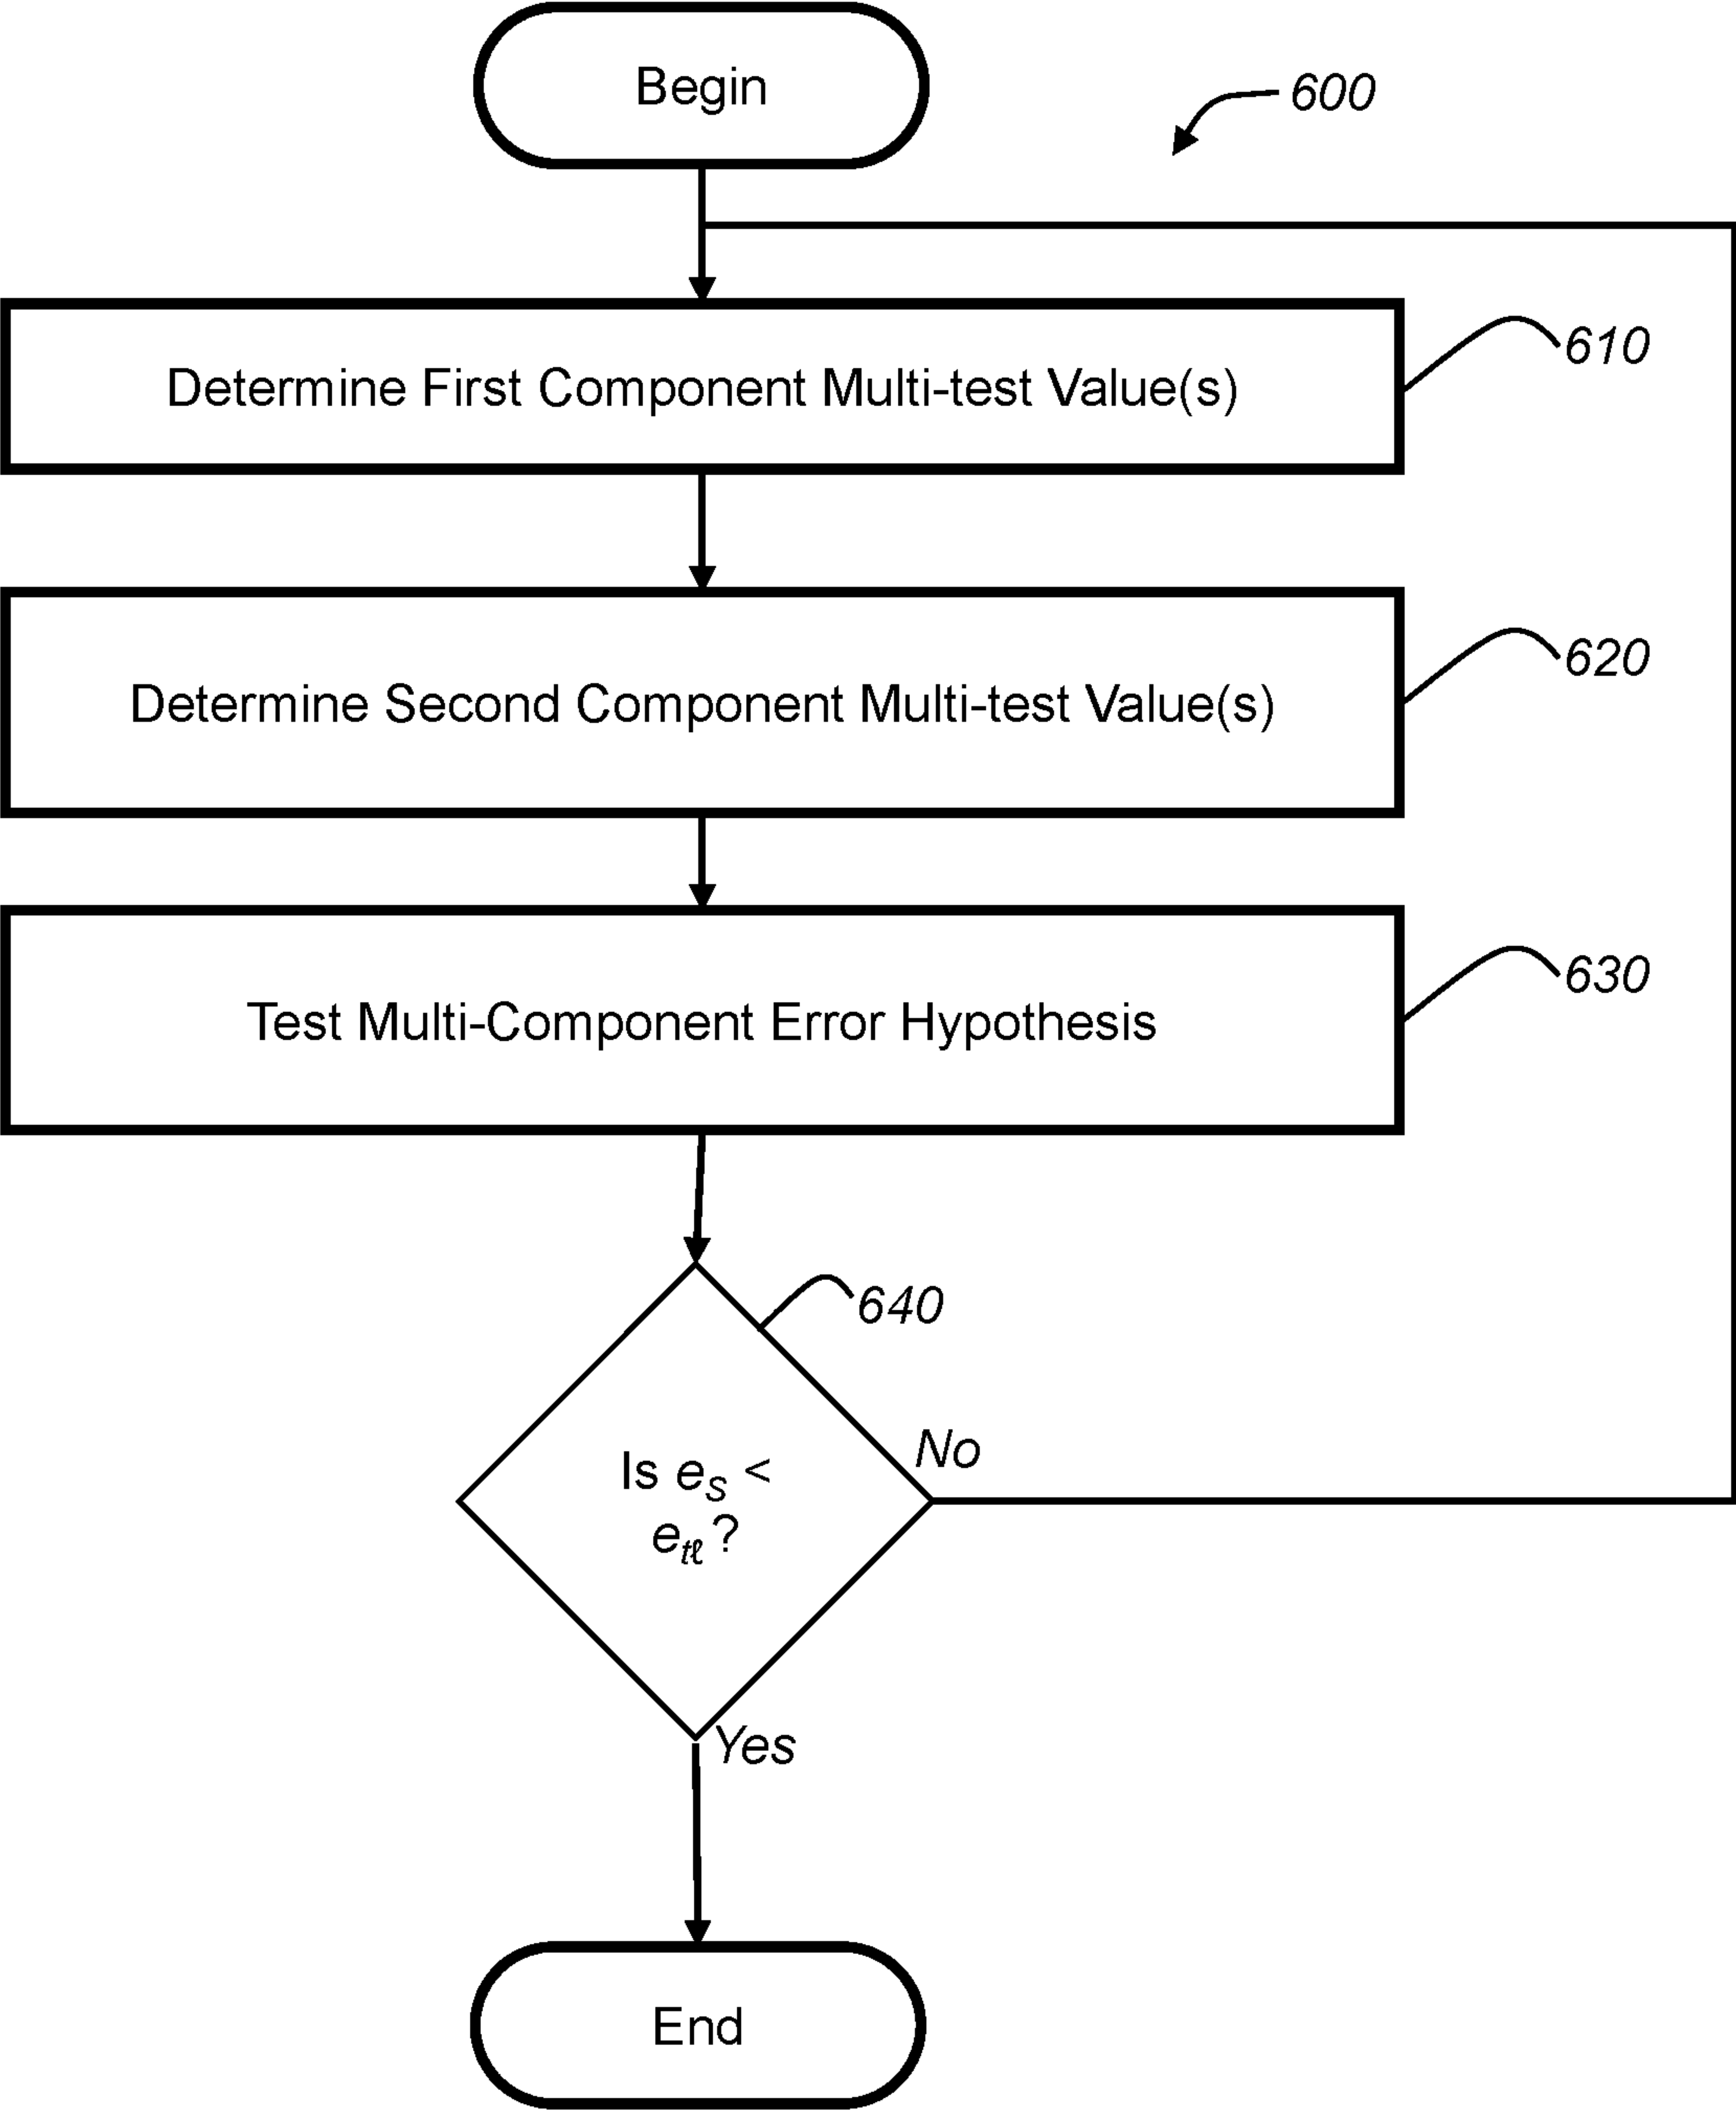 Begin
600
Determine First Component Multi-test Value(s)
610
Determine Second Component Multi-test Value(s)
620
Test Multi-Component Error Hypothesis
630
640
Is eS <
etℓ ?
No
Yes
End